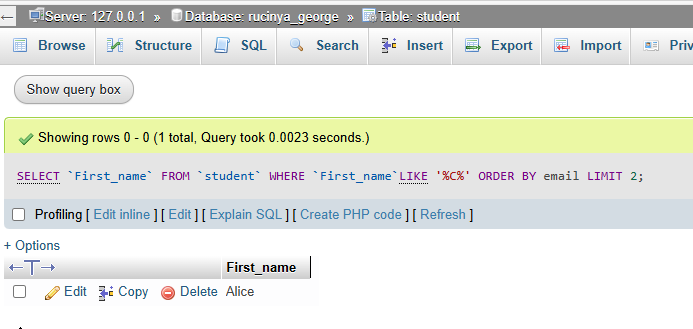 Server: 127.0.0.1 » Database: rucinya_george » Table: student
Browse Structure SQL Search Insert Export Import Priv
Show query box
Showing rows 0 - 0 (1 total, Query took 0.0023 seconds.)
SELECT `First_name` FROM `student` WHERE `First_name`LIKE '%C%' ORDER BY email LIMIT 2;
Profiling [ Edit inline ] [ Edit ] [ Explain SQL ] [ Create PHP code ] [ Refresh ]
+ Options
←T→ First_name
Edit Copy Delete Alice